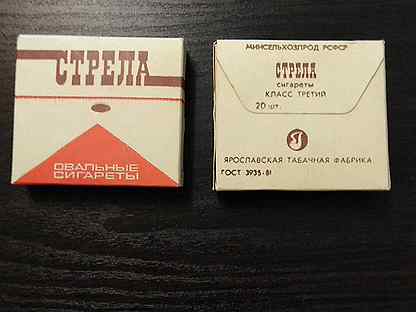 СТРЕЛА
ОВАЛЬНЫЕ
СИГАРЕТЫ
МИНСЕЛЬХОЗПРОД РСФСР
СТРЕЛА
сигареты
КЛАСС ТРЕТИЙ
20 шт.
ЯРОСЛАВСКАЯ ТАБАЧНАЯ ФАБРИКА
ГОСТ 3935-81